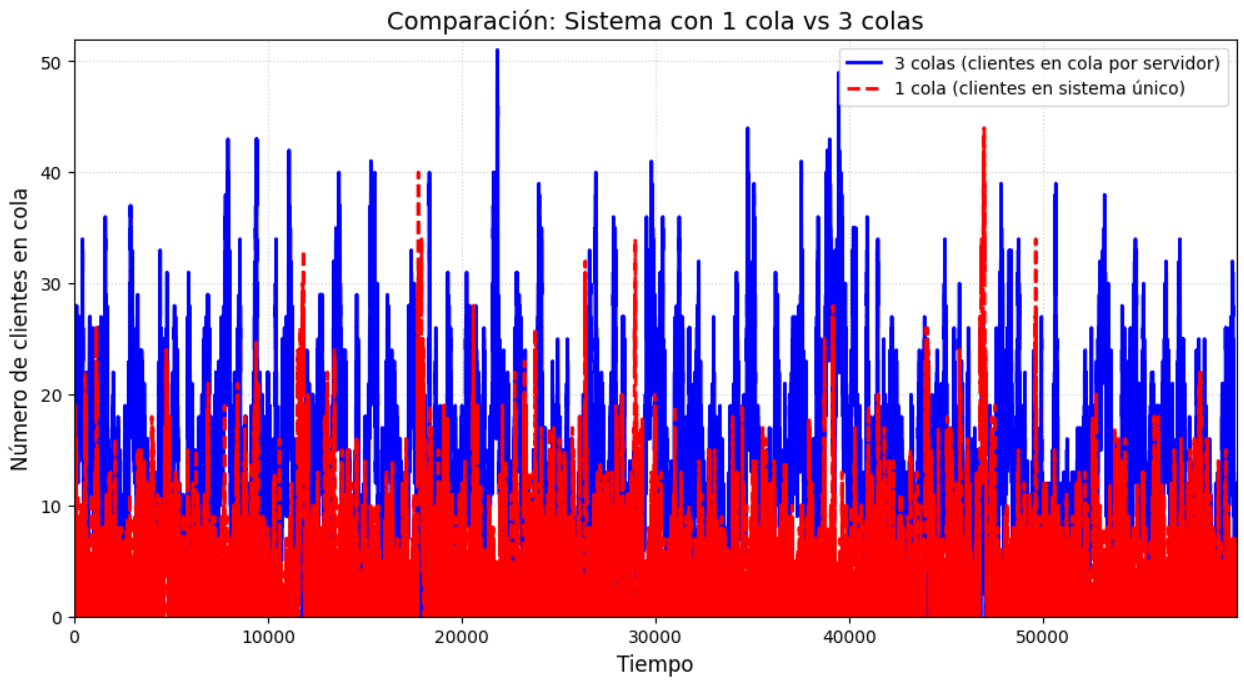 Comparación: Sistema con 1 cola vs 3 colas
3 colas (clientes en cola por servidor)
1 cola (clientes en sistema único)
Número de clientes en cola
50
40
30
20
10
0
0 10000 20000 30000 40000 50000
Tiempo